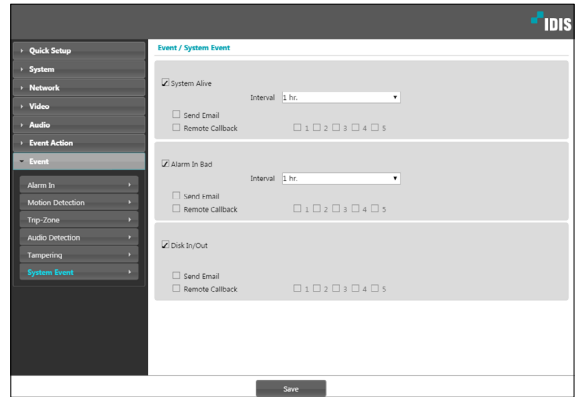 IDIS
Quick Setup
System
Network
Video
Audio
Event Action
Event
Alarm In
Motion Detection
Trip-Zone
Audio Detection
Tampering
System Event
Event / System Event
System Alive
Interval 1 hr.
Send Email
Remote Callback 1 2 3 4 5
Alarm In Bad
Interval 1 hr.
Send Email
Remote Callback 1 2 3 4 5
Disk In/Out
Send Email
Remote Callback 1 2 3 4 5
Save